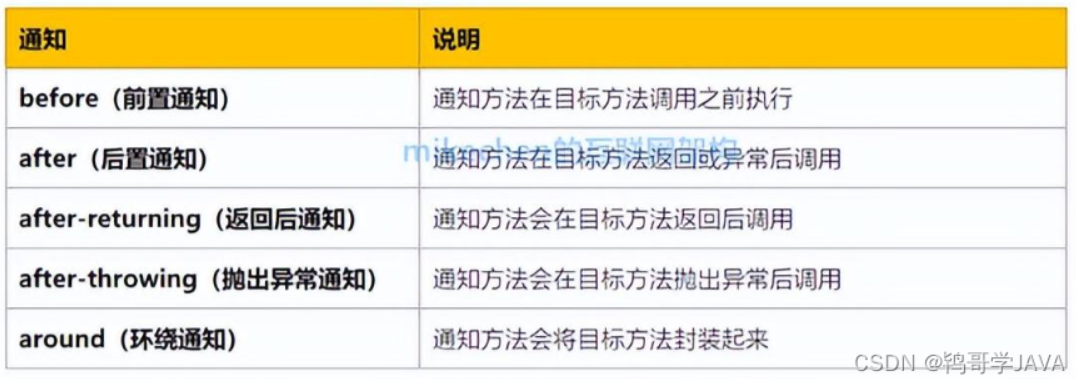 通知 说明
before（前置通知） 通知方法在目标方法调用之前执行
mikechen的互联网架构
after（后置通知） 通知方法在目标方法返回或异常后调用
after-returning（返回后通知） 通知方法会在目标方法返回后调用
after-throwing（抛出异常通知） 通知方法会在目标方法抛出异常后调用
around（环绕通知） 通知方法会将目标方法封装起来
CSDN @鸨哥学JAVA